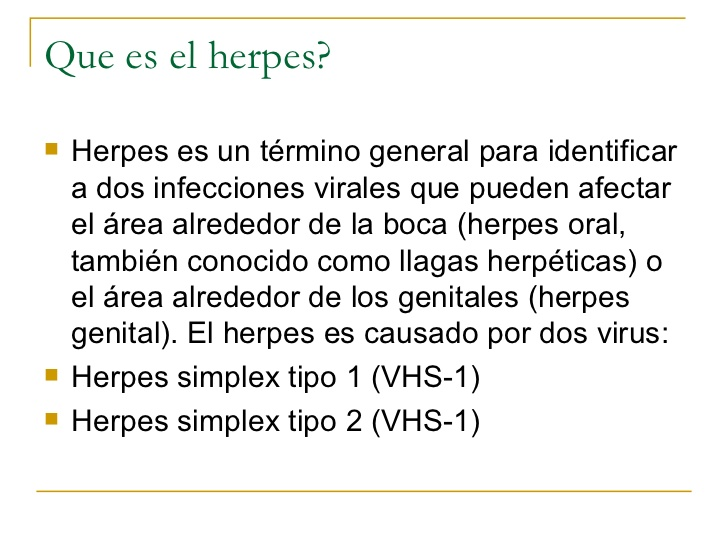 Que es el herpes?
Herpes es un término general para identificar
a dos infecciones virales que pueden afectar
el área alrededor de la boca (herpes oral,
también conocido como llagas herpéticas) o
el área alrededor de los genitales (herpes
genital). El herpes es causado por dos virus:
Herpes simplex tipo 1 (VHS-1)
Herpes simplex tipo 2 (VHS-1)